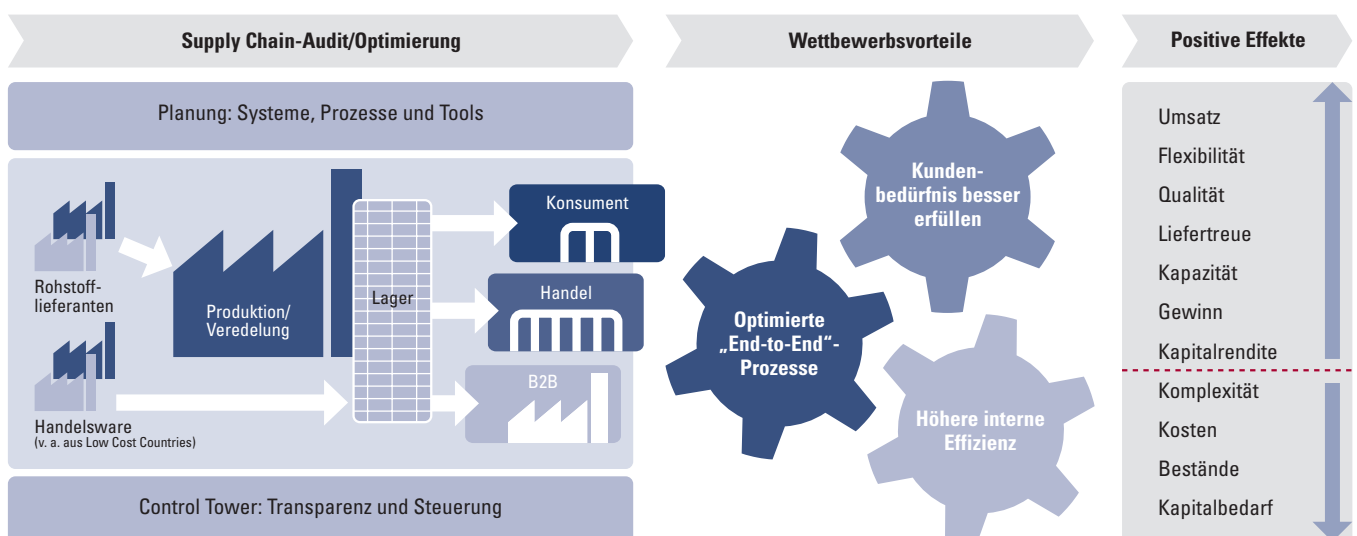 Supply Chain-Audit/Optimierung
Wettbewerbsvorteile
Positive Effekte
Planung: Systeme, Prozesse und Tools
Rohstoff-
lieferanten
Produktion/
Veredelung
Lager
Konsument
Handel
B2B
Handelsware
(v. a. aus Low Cost Countries)
Control Tower: Transparenz und Steuerung
Kunden-
bedürfnis besser
erfüllen
Optimierte
„End-to-End“-
Prozesse
Höhere interne
Effizienz
Umsatz
Flexibilität
Qualität
Liefertreue
Kapazität
Gewinn
Kapitalrendite
Komplexität
Kosten
Bestände
Kapitalbedarf